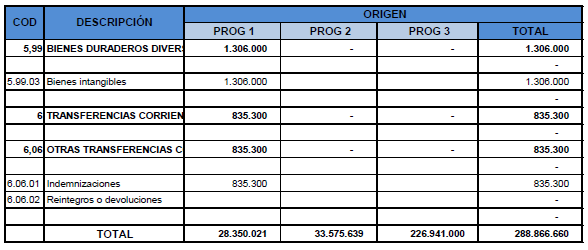 COD DESCRIPCIÓN ORIGEN
PROG 1 PROG 2 PROG 3 TOTAL
5,99 BIENES DURADEROS DIVERS 1.306.000 - - 1.306.000
-
5.99.03 Bienes intangibles 1.306.000 1.306.000
-
6 TRANSFERENCIAS CORRIEN 835.300 - - 835.300
-
6,06 OTRAS TRANSFERENCIAS C 835.300 - - 835.300
-
6.06.01 Indemnizaciones 835.300 835.300
6.06.02 Reintegros o devoluciones -
-
TOTAL 28.350.021 33.575.639 226.941.000 288.866.660